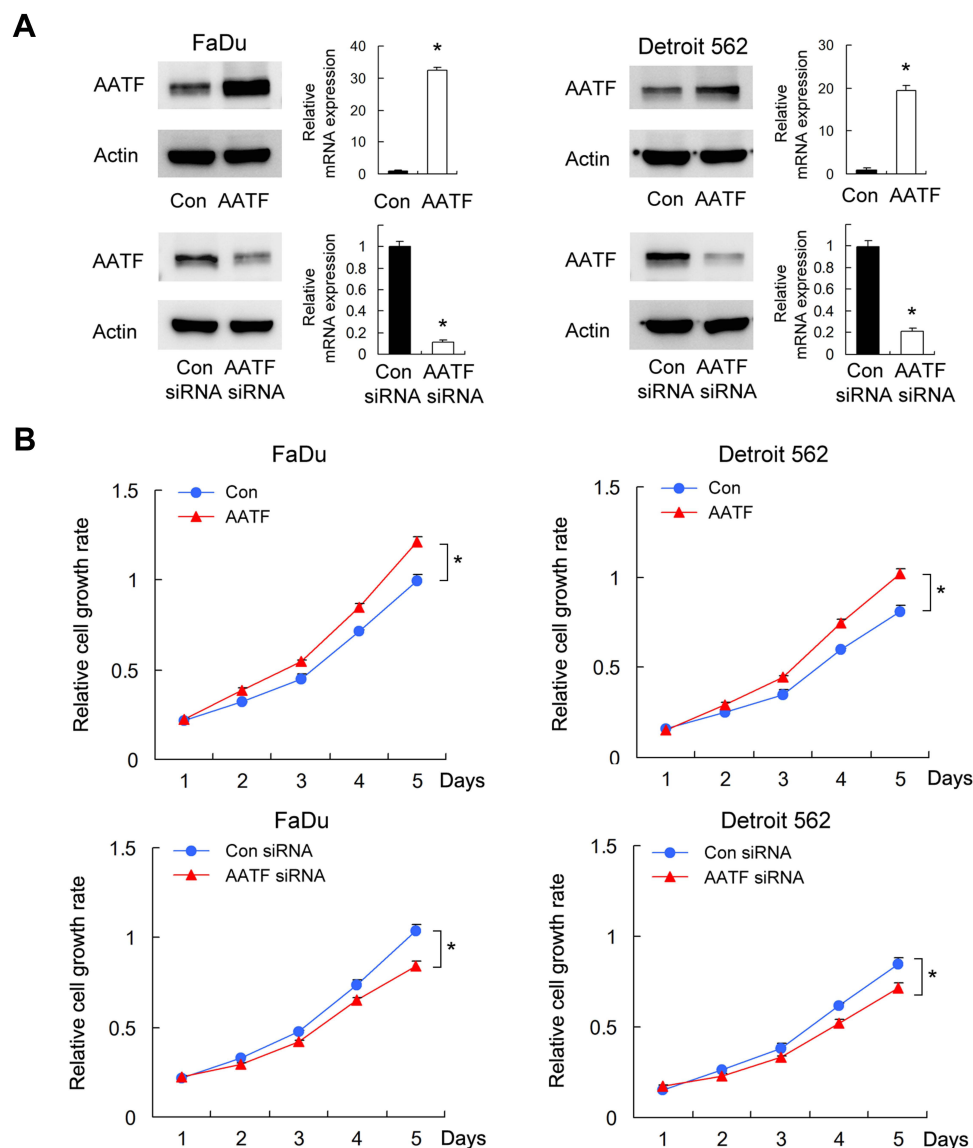 A
FaDu
AATF
Actin
Con AATF
Relative
mRNA expression
40
30
20
10
0
*
Con AATF
Detroit 562
AATF
Actin
Con AATF
Relative
mRNA expression
30
20
10
0
*
Con AATF
AATF
Actin
Con AATF
siRNA siRNA
Relative
mRNA expression
1
0.8
0.6
0.4
0.2
0
*
Con AATF
siRNA siRNA
AATF
Actin
Con AATF
siRNA siRNA
Relative
mRNA expression
1
0.8
0.6
0.4
0.2
0
*
Con AATF
siRNA siRNA
B
FaDu
Relative cell growth rate
1.5
1
0.5
0
Con
AATF
*
1 2 3 4 5 Days
Detroit 562
Relative cell growth rate
1.5
1
0.5
0
Con
AATF
*
1 2 3 4 5 Days
FaDu
Relative cell growth rate
1.5
1
0.5
0
Con siRNA
AATF siRNA
*
1 2 3 4 5 Days
Detroit 562
Relative cell growth rate
1.5
1
0.5
0
Con siRNA
AATF siRNA
*
1 2 3 4 5 Days